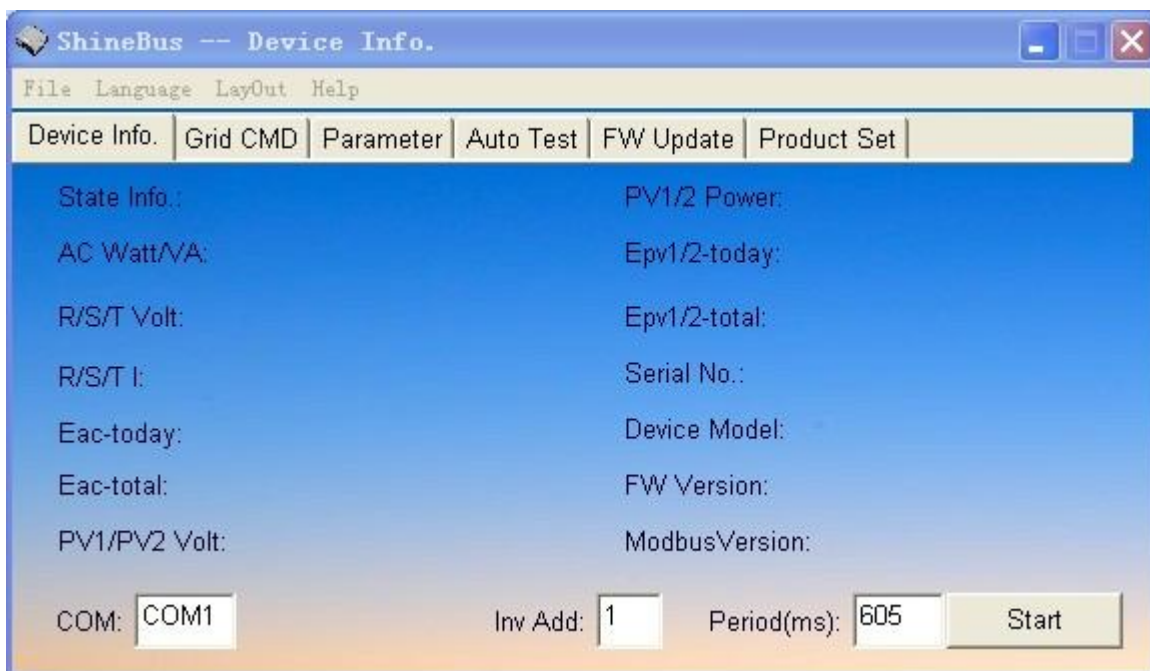 ShineBus -- Device Info.
File Language LayOut Help
Device Info. Grid CMD Parameter Auto Test FW Update Product Set
State Info.: PV1/2 Power:
AC Watt/VA: Epv1/2-today:
R/S/T Volt: Epv1/2-total:
R/S/T I: Serial No.:
Eac-today: Device Model:
Eac-total: FW Version:
PV1/PV2 Volt: ModbusVersion:
COM: COM1 Inv Add: 1 Period(ms): 605 Start